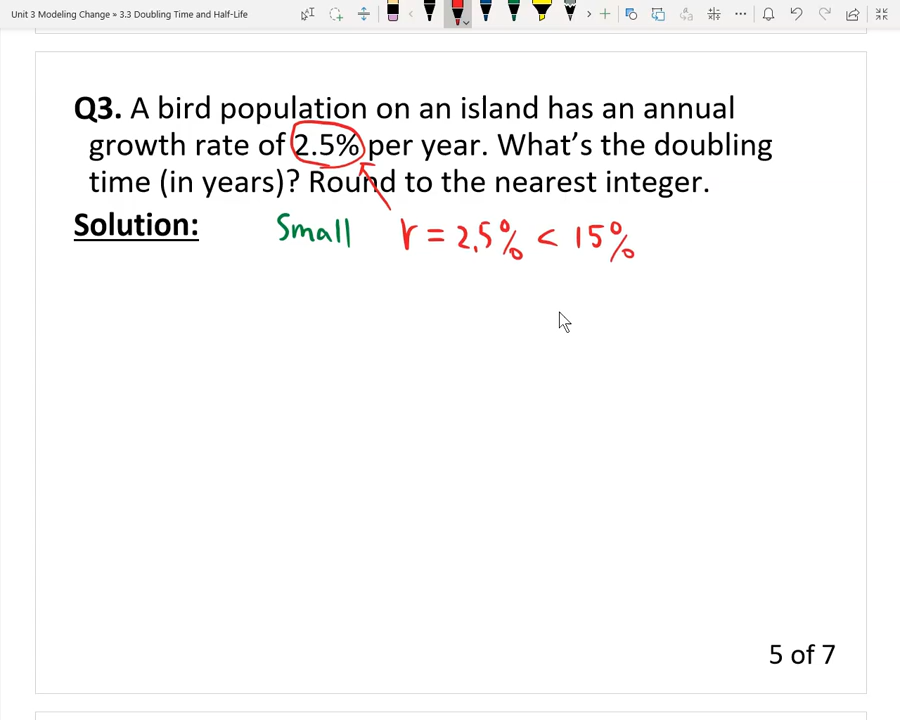 Unit 3 Modeling Change » 3.3 Doubling Time and Half-Life
Q3. A bird population on an island has an annual
growth rate of 2.5% per year. What's the doubling
time (in years)? Round to the nearest integer.
Solution: Small r = 2.5% < 15%
5 of 7